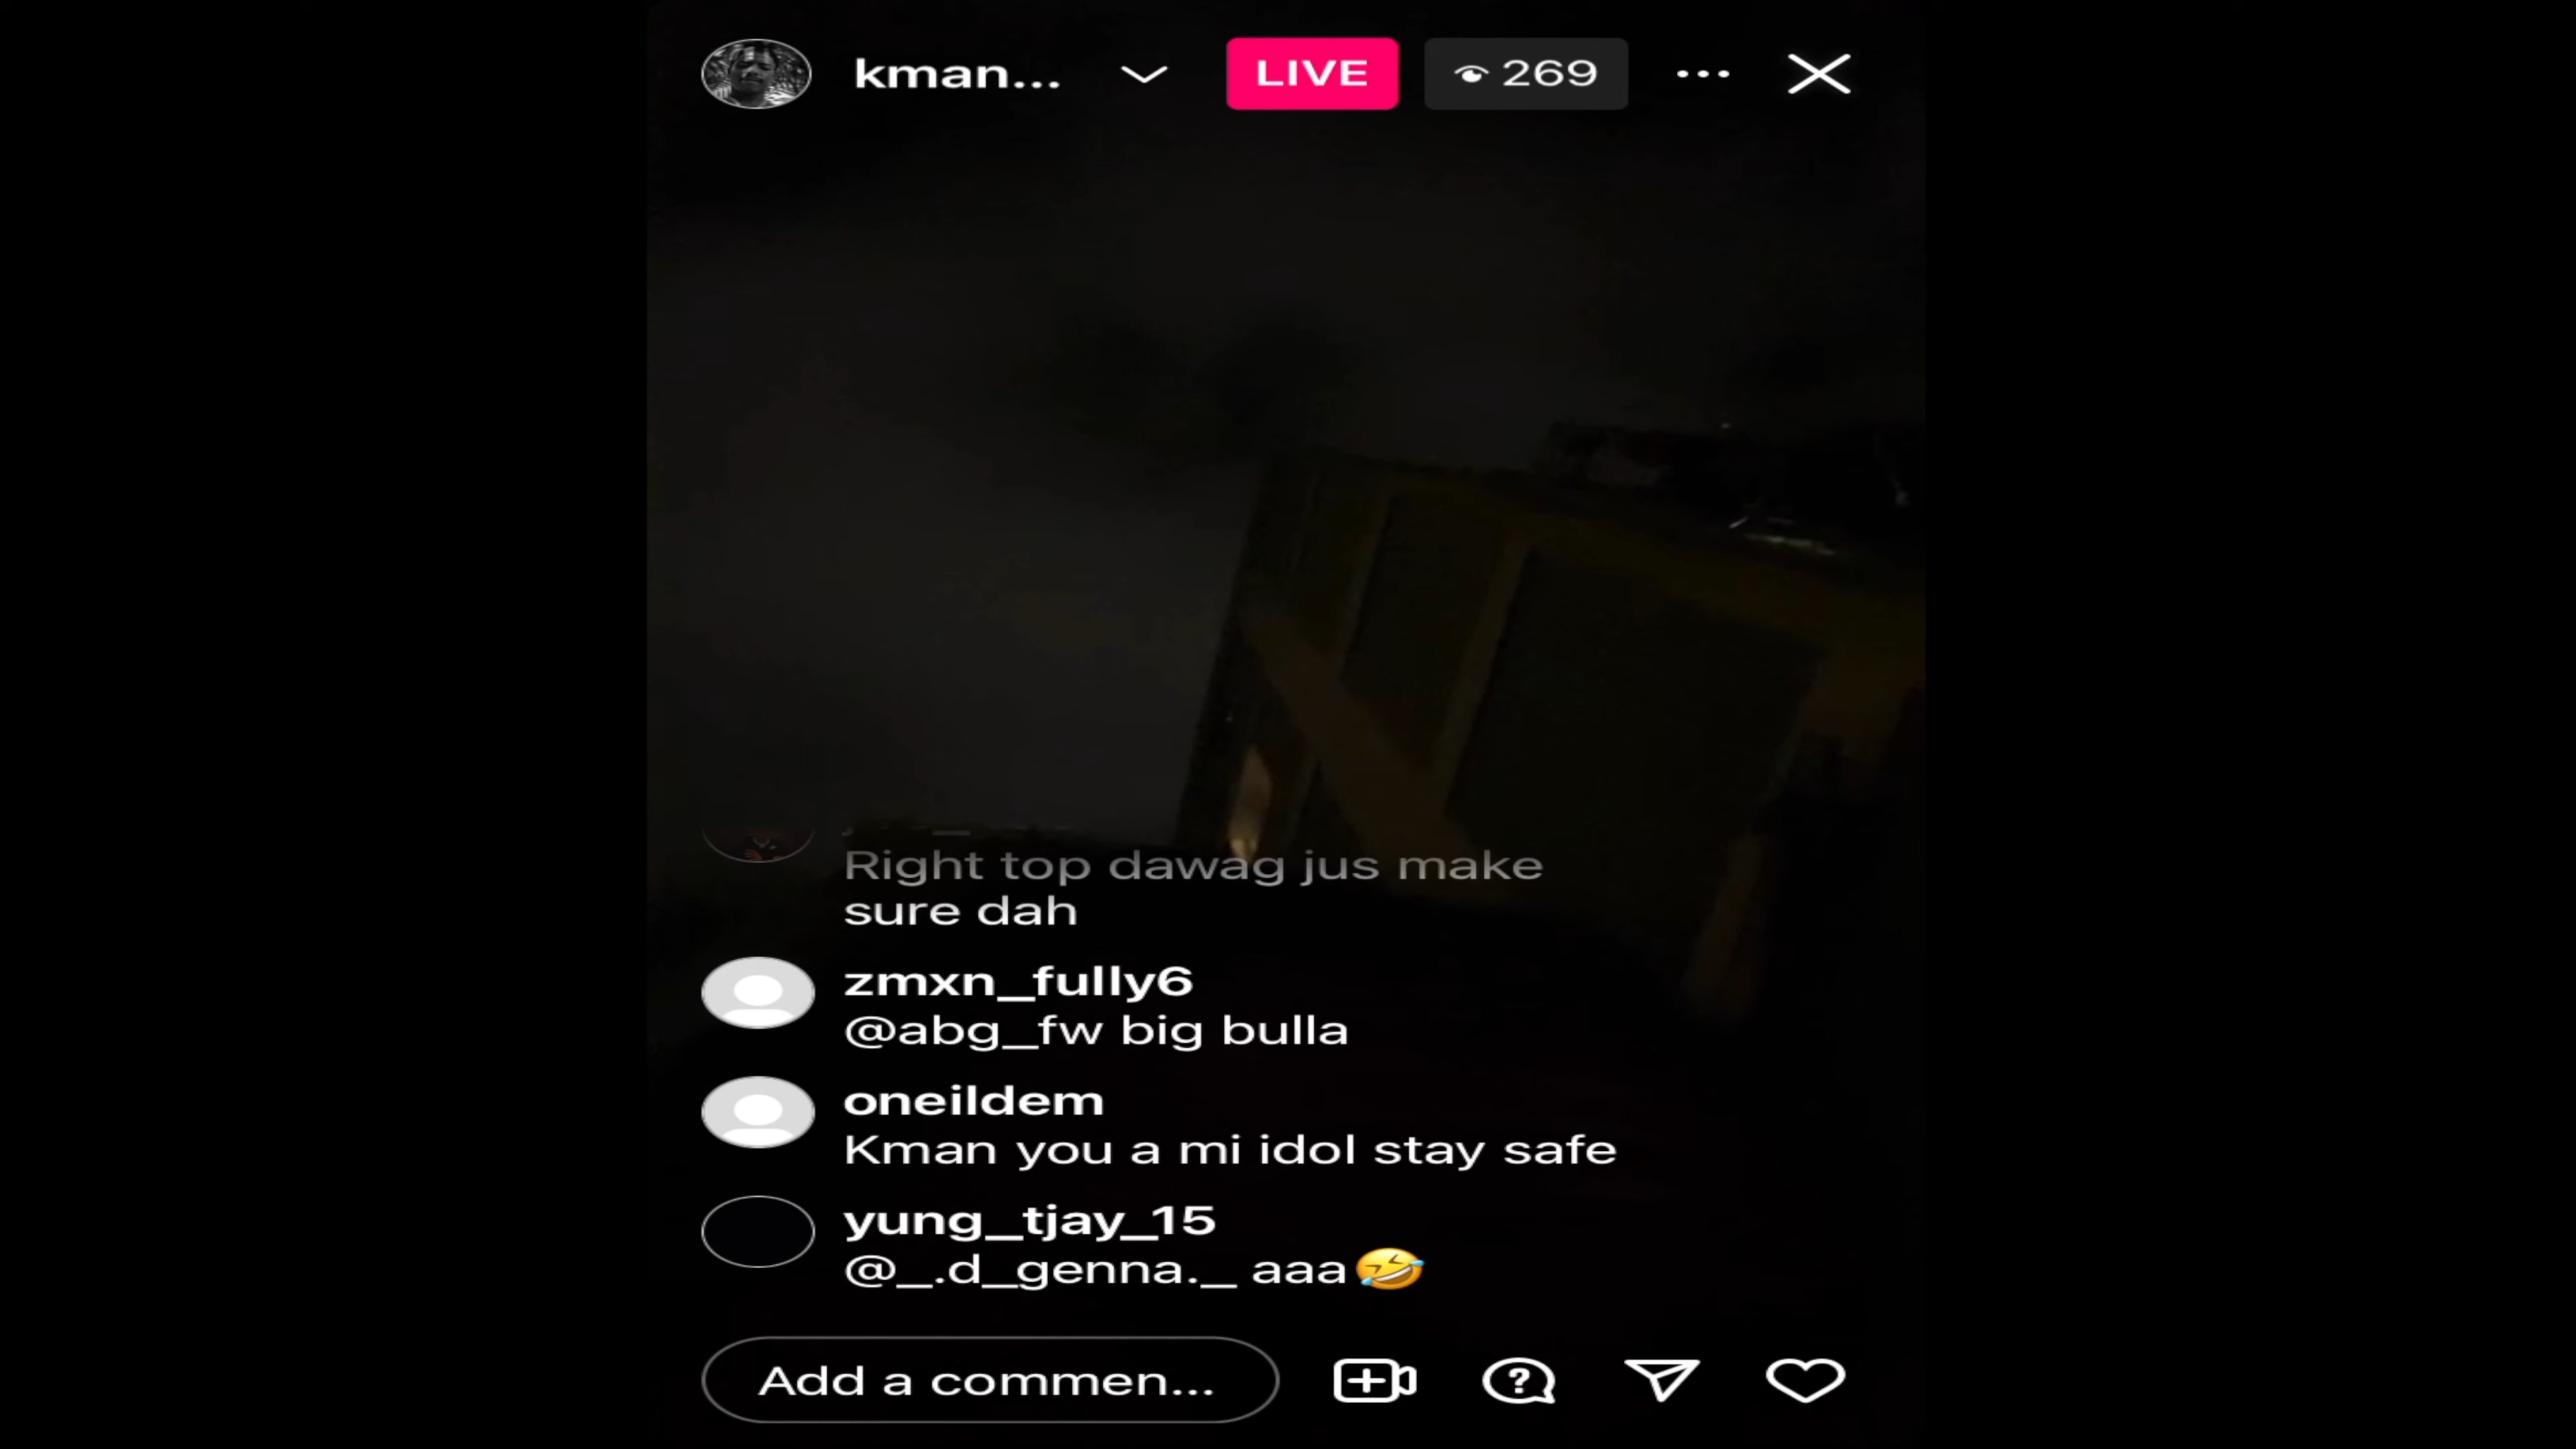 kman...
LIVE
269
Right top dawag jus make
sure dah
zmxn_fully6
@abg_fw big bulla
oneildem
Kman you a mi idol stay safe
yung_tjay_15
@_.d_genna._ aaa🤣
Add a commen...